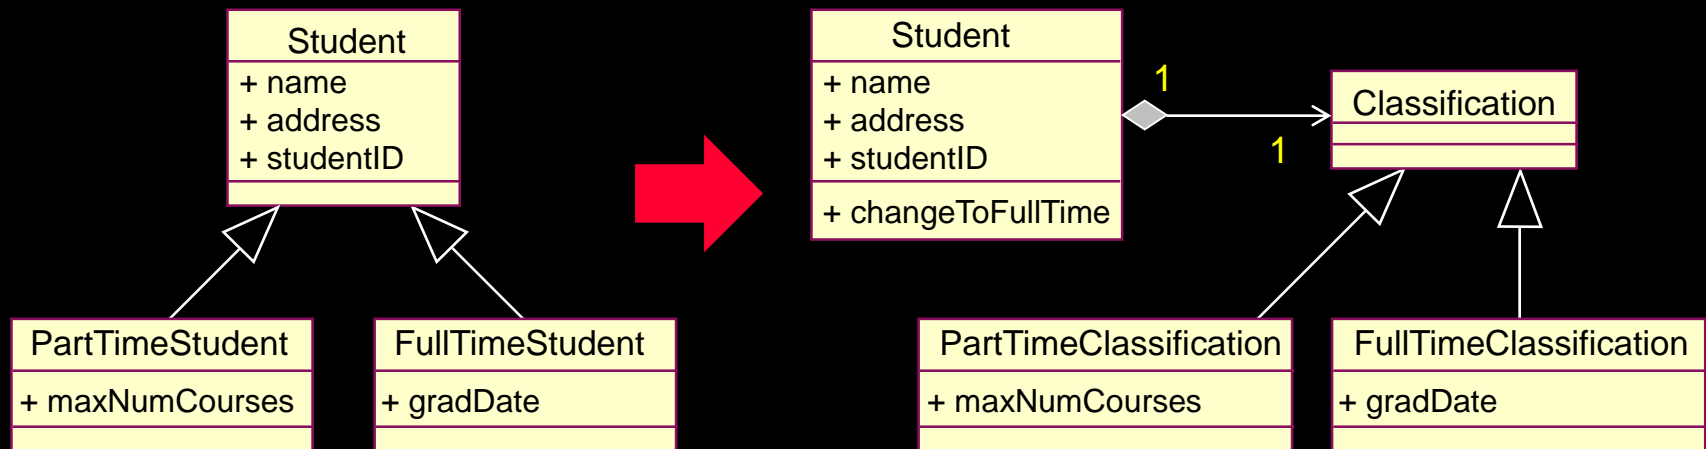 Student
+ name
+ address
+ studentID
PartTimeStudent
+ maxNumCourses
FullTimeStudent
+ gradDate
Student
+ name
+ address
+ studentID
+ changeToFullTime
1
1
Classification
PartTimeClassification
+ maxNumCourses
FullTimeClassification
+ gradDate